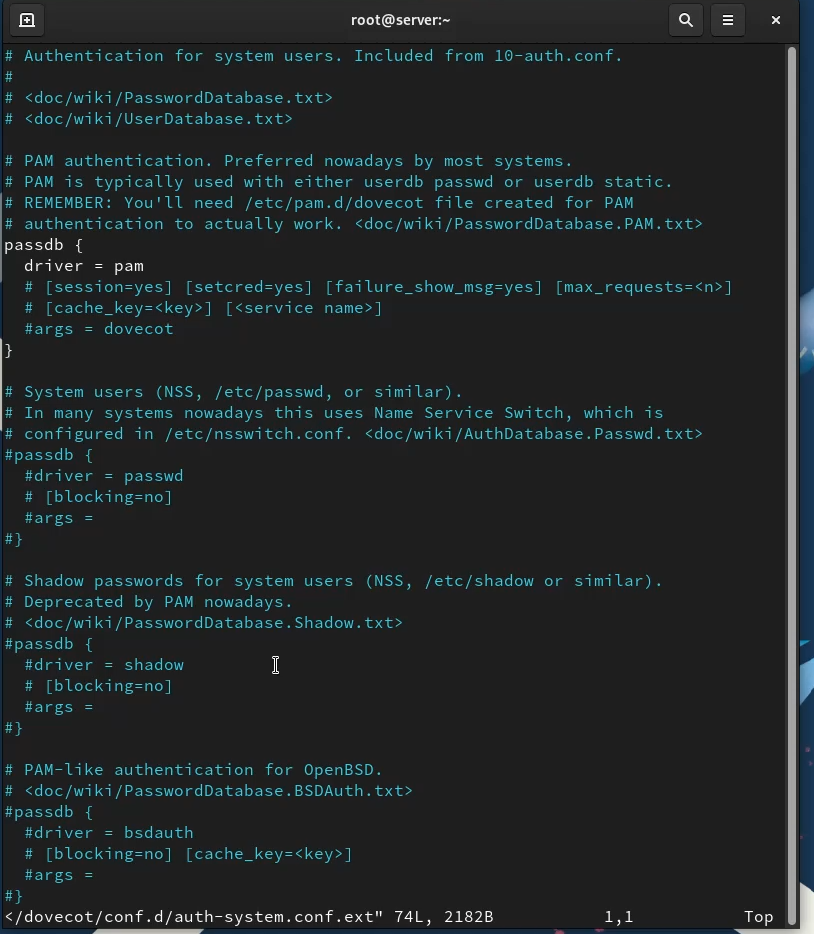 root@server:~
# Authentication for system users. Included from 10-auth.conf.
#
# <doc/wiki/PasswordDatabase.txt>
# <doc/wiki/UserDatabase.txt>

# PAM authentication. Preferred nowadays by most systems.
# PAM is typically used with either userdb passwd or userdb static.
# REMEMBER: You'll need /etc/pam.d/dovecot file created for PAM
# authentication to actually work. <doc/wiki/PasswordDatabase.PAM.txt>
passdb {
  driver = pam
  # [session=yes] [setcred=yes] [failure_show_msg=yes] [max_requests=<n>]
  # [cache_key=<key>] [<service name>]
  #args = dovecot
}

# System users (NSS, /etc/passwd, or similar).
# In many systems nowadays this uses Name Service Switch, which is
# configured in /etc/nsswitch.conf. <doc/wiki/AuthDatabase.Passwd.txt>
#passdb {
  #driver = passwd
  # [blocking=no]
  #args =
#}

# Shadow passwords for system users (NSS, /etc/shadow or similar).
# Deprecated by PAM nowadays.
# <doc/wiki/PasswordDatabase.Shadow.txt>
#passdb {
  #driver = shadow
  # [blocking=no]
  #args =
#}

# PAM-like authentication for OpenBSD.
# <doc/wiki/PasswordDatabase.BSDAuth.txt>
#passdb {
  #driver = bsdauth
  # [blocking=no] [cache_key=<key>]
  #args =
#}
</dovecot/conf.d/auth-system.conf.ext" 74L, 2182B 1,1 Top